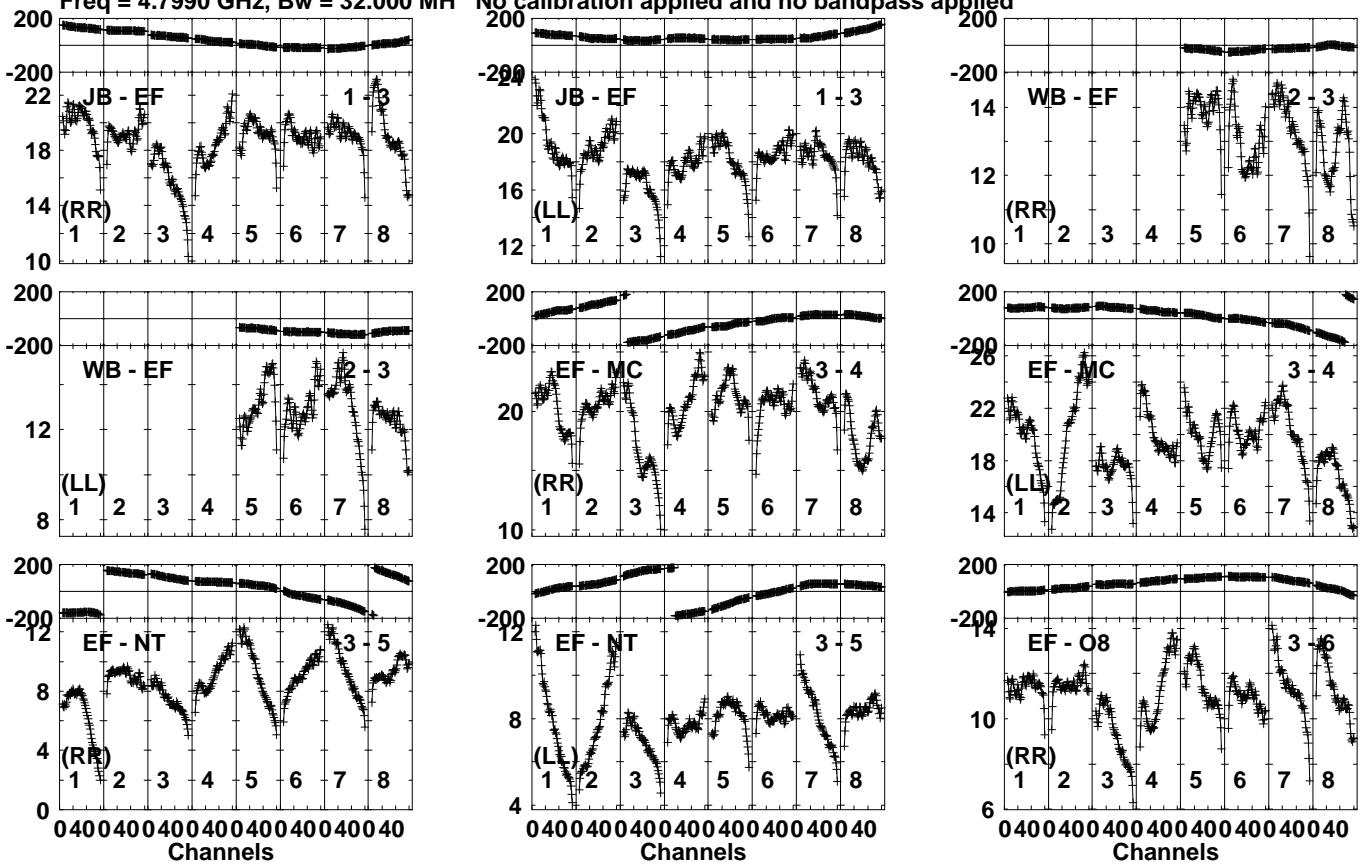 Freq = 4.7990 GHz, Bw = 32.000 MH No calibration applied and no bandpass applied
200
-200
22
18
14
10
JB - EF
1 - 3
(RR)
1 2 3 4 5 6 7 8
200
-200
24
20
16
12
JB - EF
1 - 3
(LL)
1 2 3 4 5 6 7 8
200
-200
14
12
10
WB - EF
2 - 3
(RR)
1 2 3 4 5 6 7 8
200
-200
12
8
WB - EF
2 - 3
(LL)
1 2 3 4 5 6 7 8
200
-200
20
10
EF - MC
3 - 4
(RR)
1 2 3 4 5 6 7 8
200
-200
26
22
18
14
EF - MC
3 - 4
(LL)
1 2 3 4 5 6 7 8
200
-200
12
8
4
0
EF - NT
3 - 5
(RR)
1 2 3 4 5 6 7 8
0 40 0 40 0 40 0 40 0 40 0 40 0 40 0 40
Channels
200
-200
12
8
4
EF - NT
3 - 5
(LL)
1 2 3 4 5 6 7 8
0 40 0 40 0 40 0 40 0 40 0 40 0 40 0 40
Channels
200
-200
14
10
6
EF - O8
3 - 6
(RR)
1 2 3 4 5 6 7 8
0 40 0 40 0 40 0 40 0 40 0 40 0 40 0 40
Channels